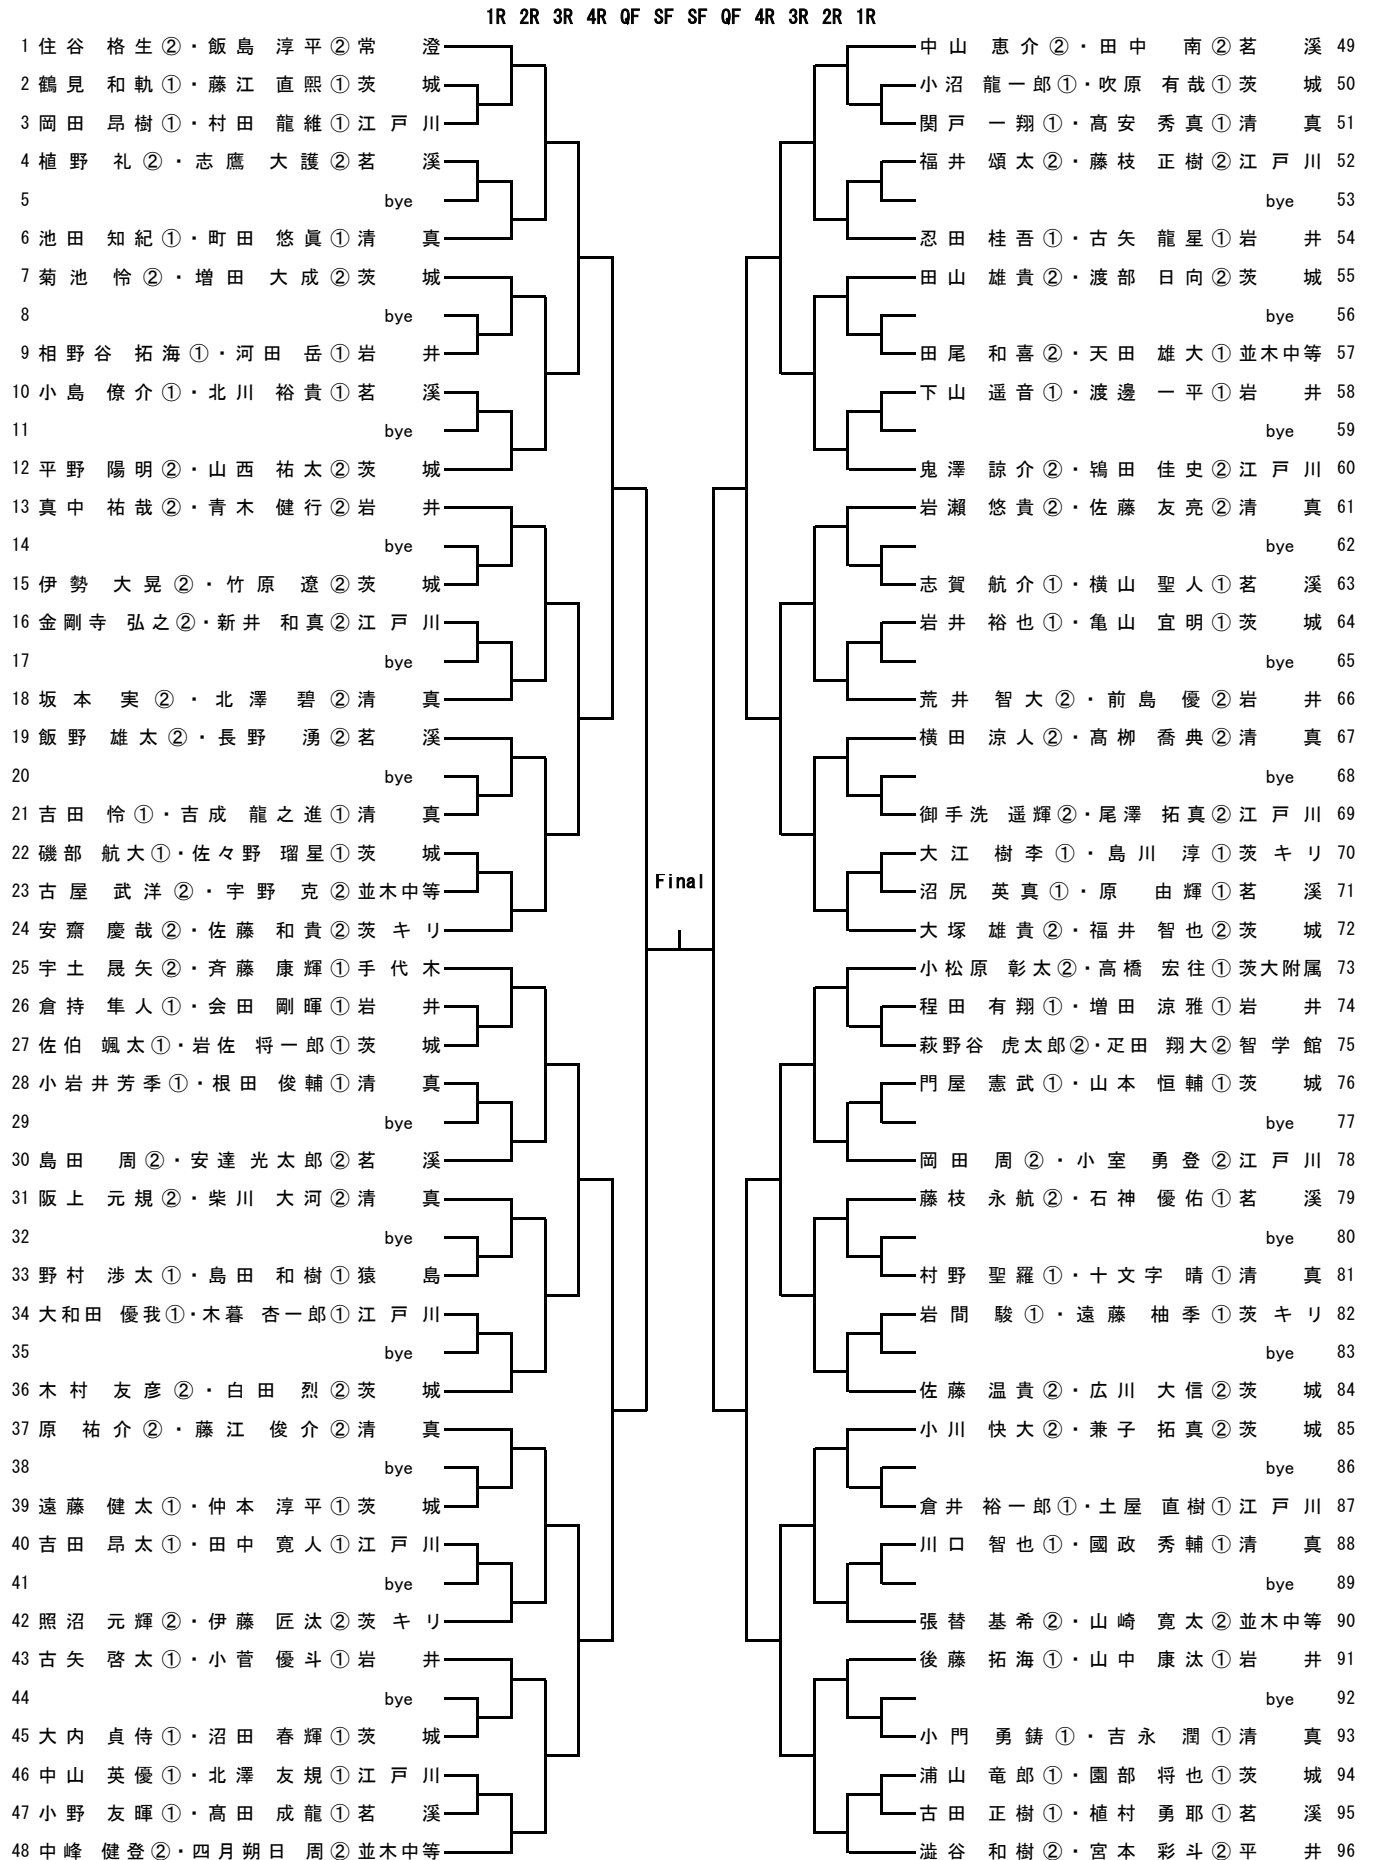 1R 2R 3R 4R QF SF SF QF 4R 3R 2R 1R
1 住谷 格生②・飯島 淳平② 常澄
2 鶴見 和軌①・藤江 直熙① 茨城
3 岡田 昂樹①・村田 龍維① 江戸川
4 植野 礼②・志鷹 大護② 茗溪
5 bye
6 池田 知紀①・町田 悠眞① 清真
7 菊池 怜②・増田 大成② 茨城
8 bye
9 相野谷 拓海①・河田 岳① 岩井
10 小島 僚介①・北川 裕貴① 茗溪
11 bye
12 平野 陽明②・山西 祐太② 茨城
13 真中 祐哉②・青木 健行② 岩井
14 bye
15 伊勢 大晃②・竹原 遼② 茨城
16 金剛寺 弘之②・新井 和真② 江戸川
17 bye
18 坂本 実②・北澤 碧② 清真
19 飯野 雄太②・長野 湧② 茗溪
20 bye
21 吉田 怜①・吉成 龍之進① 清真
22 磯部 航大①・佐々野 瑠星① 茨城
23 古屋 武洋②・宇野 克② 並木中等
24 安齋 慶哉②・佐藤 和貴② 茨キリ
25 宇土 晟矢②・斉藤 康輝① 手代木
26 倉持 隼人①・会田 剛暉① 岩井
27 佐伯 颯太①・岩佐 将一郎① 茨城
28 小岩井芳季①・根田 俊輔① 清真
29 bye
30 島田 周②・安達 光太郎② 茗溪
31 阪上 元規②・柴川 大河② 清真
32 bye
33 野村 渉太①・島田 和樹① 猿島
34 大和田 優我①・木暮 杏一郎① 江戸川
35 bye
36 木村 友彦②・白田 烈② 茨城
37 原 祐介②・藤江 俊介② 清真
38 bye
39 遠藤 健太①・仲本 淳平① 茨城
40 吉田 昂太①・田中 寛人① 江戸川
41 bye
42 照沼 元輝②・伊藤 匠汰② 茨キリ
43 古矢 啓太①・小菅 優斗① 岩井
44 bye
45 大内 貞侍①・沼田 春輝① 茨城
46 中山 英優①・北澤 友規① 江戸川
47 小野 友暉①・髙田 成龍① 茗溪
48 中峰 健登②・四月朔日 周② 並木中等
Final
中山 恵介②・田中 南② 茗溪 49
小沼 龍一郎①・吹原 有哉① 茨城 50
関戸 一翔①・髙安 秀真① 清真 51
福井 頌太②・藤枝 正樹② 江戸川 52
bye 53
忍田 桂吾①・古矢 龍星① 岩井 54
田山 雄貴②・渡部 日向② 茨城 55
bye 56
田尾 和喜②・天田 雄大① 並木中等 57
下山 遥音①・渡邊 一平① 岩井 58
bye 59
鬼澤 諒介②・鴇田 佳史② 江戸川 60
岩瀬 悠貴②・佐藤 友亮② 清真 61
bye 62
志賀 航介①・横山 聖人① 茗溪 63
岩井 裕也①・亀山 宜明① 茨城 64
bye 65
荒井 智大②・前島 優② 岩井 66
横田 涼人②・髙栁 喬典② 清真 67
bye 68
御手洗 遥輝②・尾澤 拓真② 江戸川 69
大江 樹李①・島川 淳① 茨キリ 70
沼尻 英真①・原 由輝① 茗溪 71
大塚 雄貴②・福井 智也② 茨城 72
小松原 彰太②・高橋 宏往① 茨大附属 73
程田 有翔①・増田 涼雅① 岩井 74
萩野谷 虎太郎②・疋田 翔大② 智学館 75
門屋 憲武①・山本 恒輔① 茨城 76
bye 77
岡田 周②・小室 勇登② 江戸川 78
藤枝 永航②・石神 優佑① 茗溪 79
bye 80
村野 聖羅①・十文字 晴① 清真 81
岩間 駿①・遠藤 柚季① 茨キリ 82
bye 83
佐藤 温貴②・広川 大信② 茨城 84
小川 快大②・兼子 拓真② 茨城 85
bye 86
倉井 裕一郎①・土屋 直樹① 江戸川 87
川口 智也①・國政 秀輔① 清真 88
bye 89
張替 基希②・山崎 寛太② 並木中等 90
後藤 拓海①・山中 康汰① 岩井 91
bye 92
小門 勇鋳①・吉永 潤① 清真 93
浦山 竜郎①・園部 将也① 茨城 94
古田 正樹①・植村 勇耶① 茗溪 95
澁谷 和樹②・宮本 彩斗② 平井 96